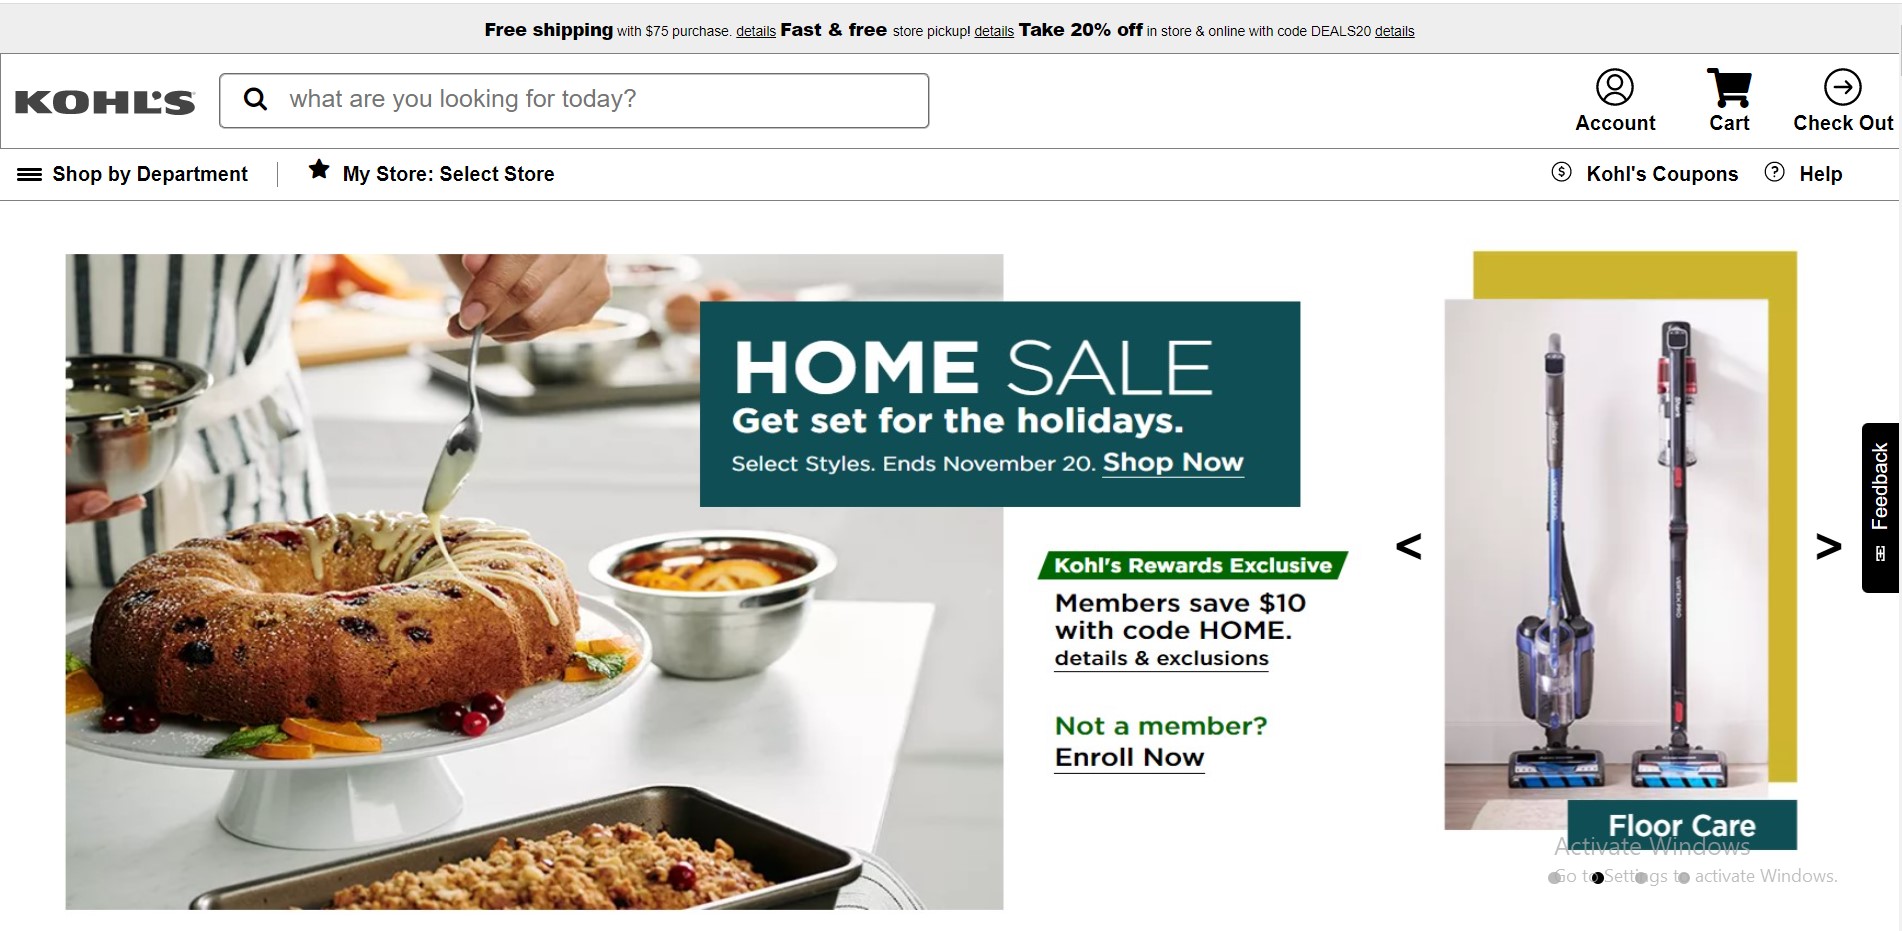 Free shipping with $75 purchase. details Fast & free store pickup! details Take 20% off in store & online with code DEALS20 details
KOHL'S
what are you looking for today?
Account
Cart
Check Out
Shop by Department
My Store: Select Store
Kohl's Coupons
Help
HOME SALE
Get set for the holidays.
Select Styles. Ends November 20. Shop Now
Kohl's Rewards Exclusive
Members save $10
with code HOME.
details & exclusions
Not a member?
Enroll Now
<
>
Feedback
Floor Care
Activate Windows
Go to Settings to activate Windows.